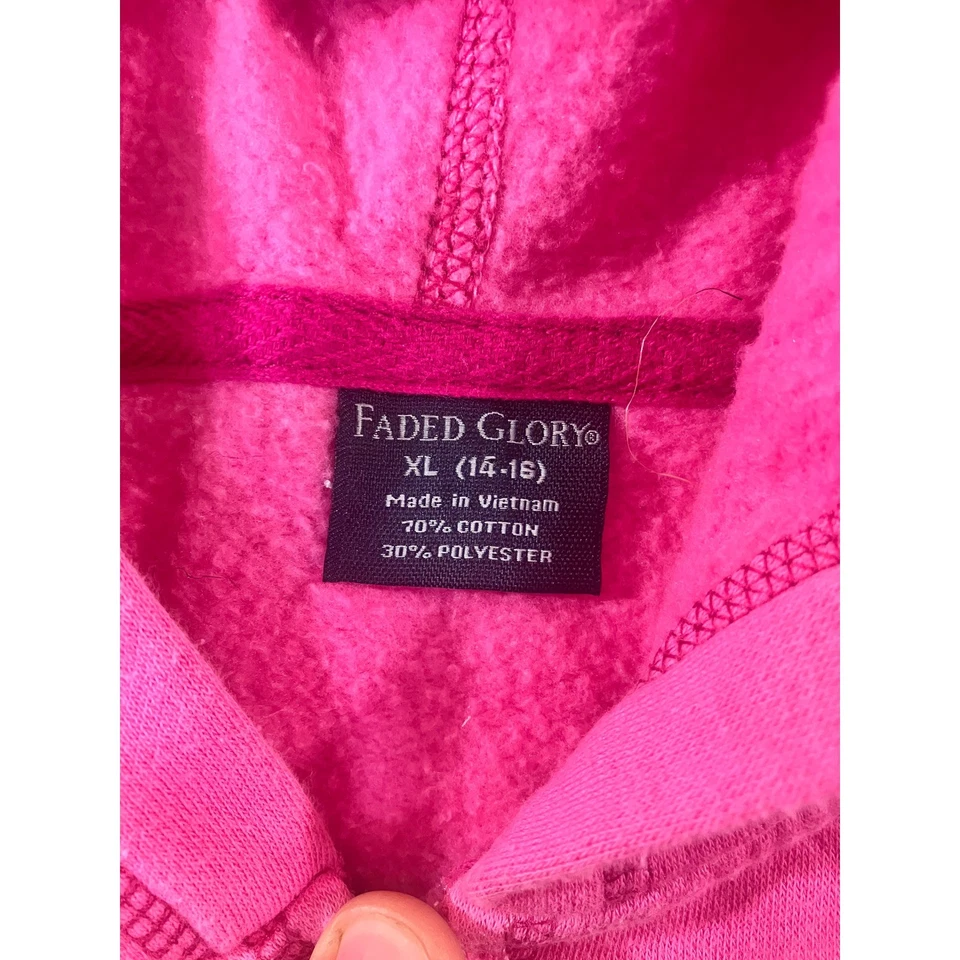 FADED GLORY®
XL (14-16)
Made in Vietnam
70% COTTON
30% POLYESTER